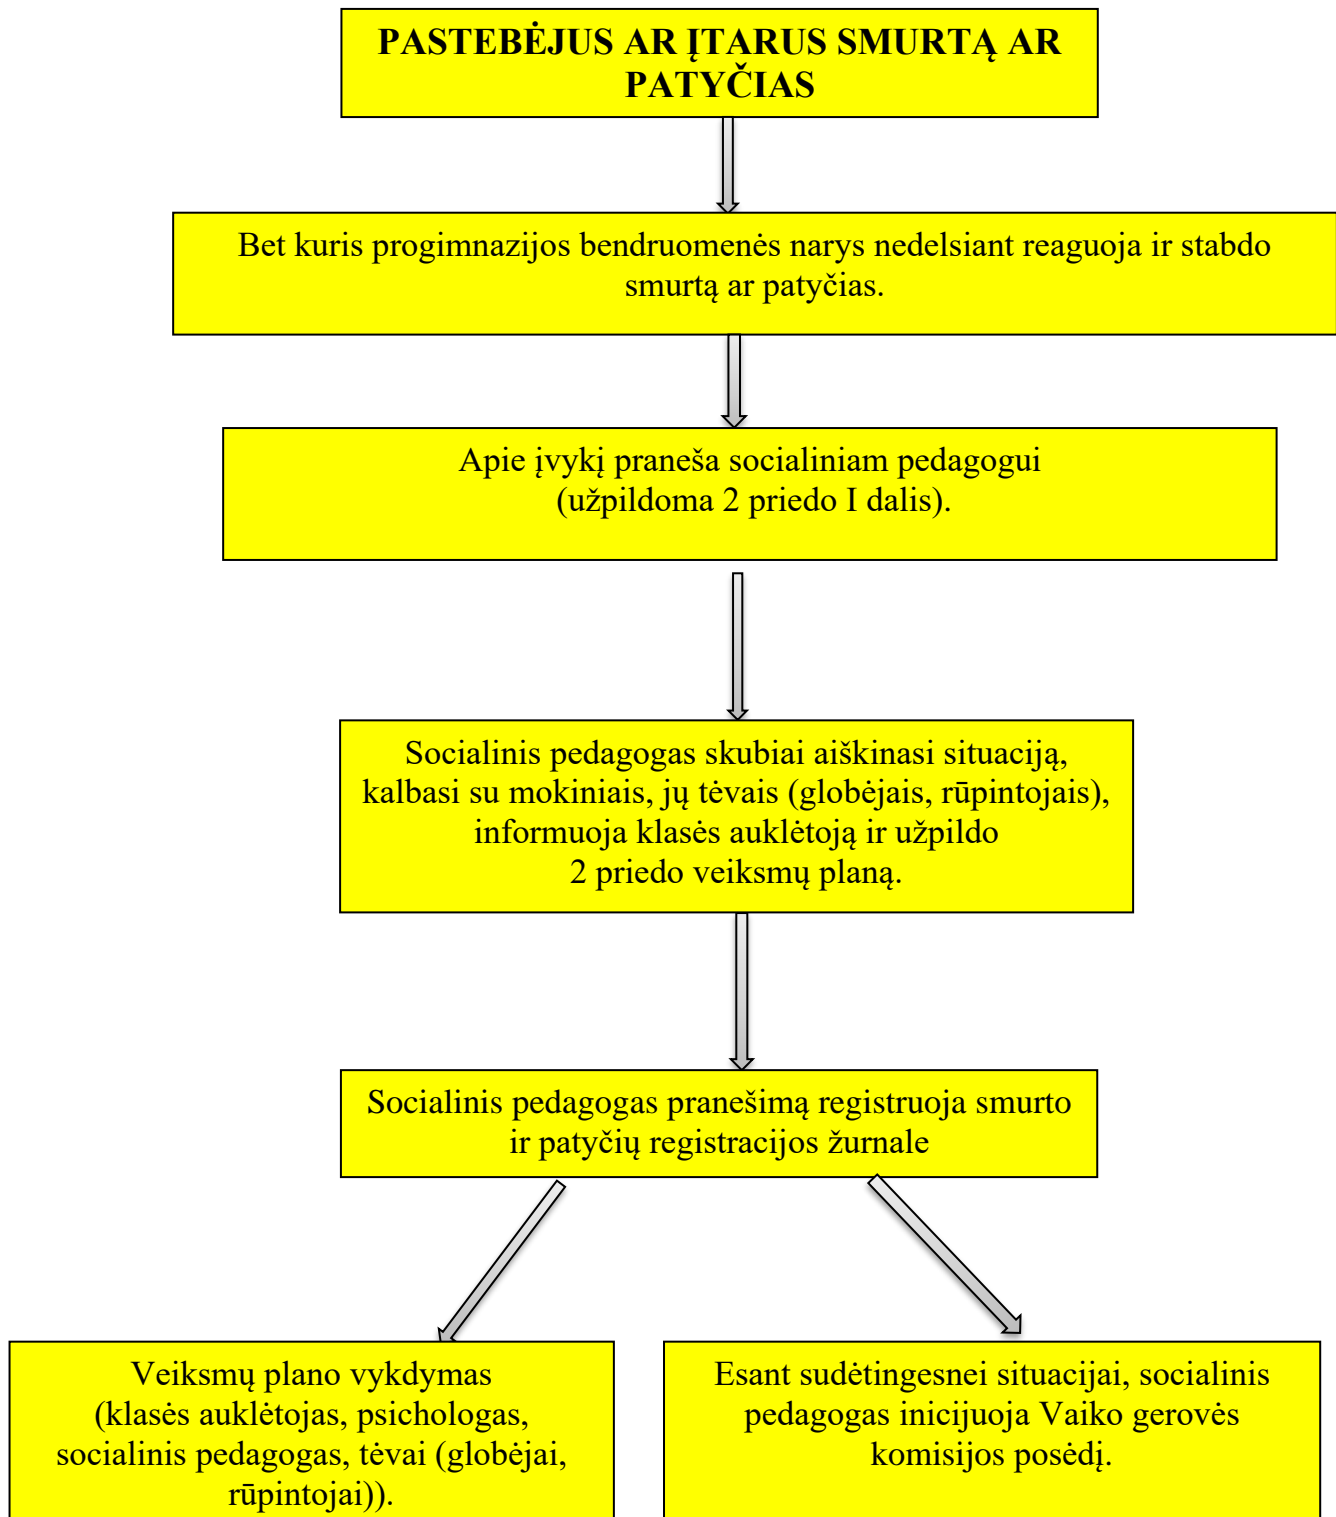 PASTEBĖJUS AR ĮTARUS SMURTĄ AR
PATYČIAS
Bet kuris progimnazijos bendruomenės narys nedelsiant reaguoja ir stabdo
smurtą ar patyčias.
Apie įvykį praneša socialiniam pedagogui
(užpildoma 2 priedo I dalis).
Socialinis pedagogas skubiai aiškinasi situaciją,
kalbasi su mokiniais, jų tėvais (globėjais, rūpintojais),
informuoja klasės auklėtoją ir užpildo
2 priedo veiksmų planą.
Socialinis pedagogas pranešimą registruoja smurto
ir patyčių registracijos žurnale
Veiksmų plano vykdymas
(klasės auklėtojas, psichologas,
socialinis pedagogas, tėvai (globėjai,
rūpintojai)).
Esant sudėtingesnei situacijai, socialinis
pedagogas inicijuoja Vaiko gerovės
komisijos posėdį.